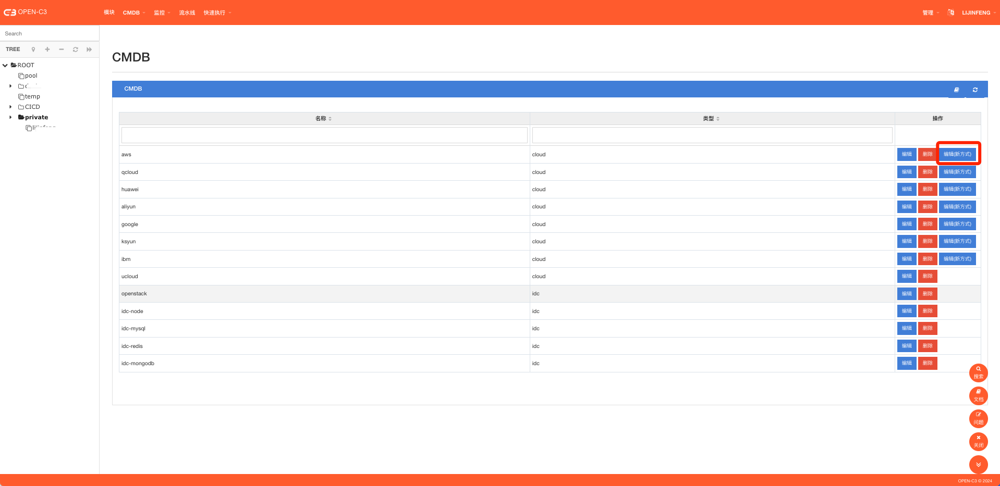 OPEN-C3 模块 CMDB 监控 流水线 快速执行 管理 LIJINFENG
Search
TREE
ROOT
pool
temp
CICD
private
CMDB
CMDB
名称 类型 操作
aws cloud 编辑 删除 编辑(新方式)
qcloud cloud 编辑 删除 编辑(新方式)
huawei cloud 编辑 删除 编辑(新方式)
aliyun cloud 编辑 删除 编辑(新方式)
google cloud 编辑 删除 编辑(新方式)
ksyun cloud 编辑 删除 编辑(新方式)
ibm cloud 编辑 删除 编辑(新方式)
ucloud cloud 编辑 删除
openstack idc 编辑 删除
idc-node idc 编辑 删除
idc-mysql idc 编辑 删除
idc-redis idc 编辑 删除
idc-mongodb idc 编辑 删除
搜索
文档
问题
关闭
OPEN-C3 © 2024